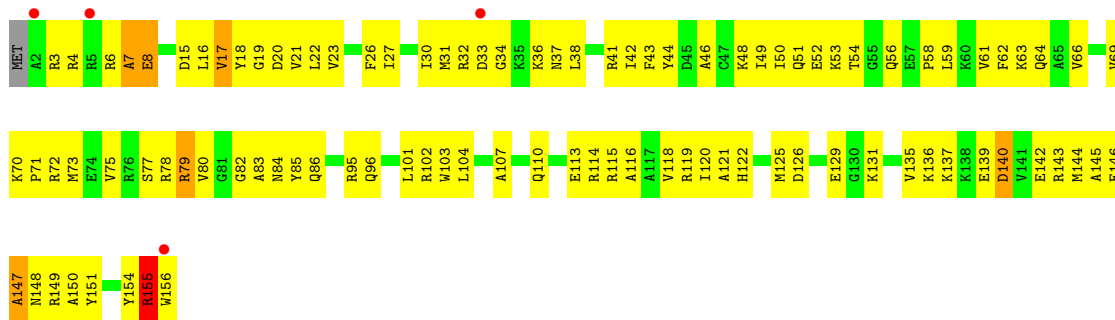 MET A2 R3 R4 R5 R6 A7 E8 D15 L16 V17 Y18 G19 D20 V21 L22 V23 F26 I27 I30 M31 R32 D33 G34 K35 K36 N37 L38 R41 I42 F43 Y44 D45 A46 C47 K48 I49 I50 Q51 E52 K53 T54 G55 Q56 E57 P58 L59 K60 V61 F62 K63 Q64 A65 V66 V69
K70 P71 R72 M73 E74 V75 R76 S77 R78 R79 V80 G81 G82 A83 N84 Y85 Q86 R95 Q96 L101 R102 W103 L104 A107 Q110 E113 R114 R115 A116 A117 V118 R119 I120 A121 H122 M125 D126 E129 G130 K131 V135 K136 K137 K138 E139 D140 V141 E142 R143 M144 A145 E146
A147 N148 R149 A150 Y151 Y154 R155 W156